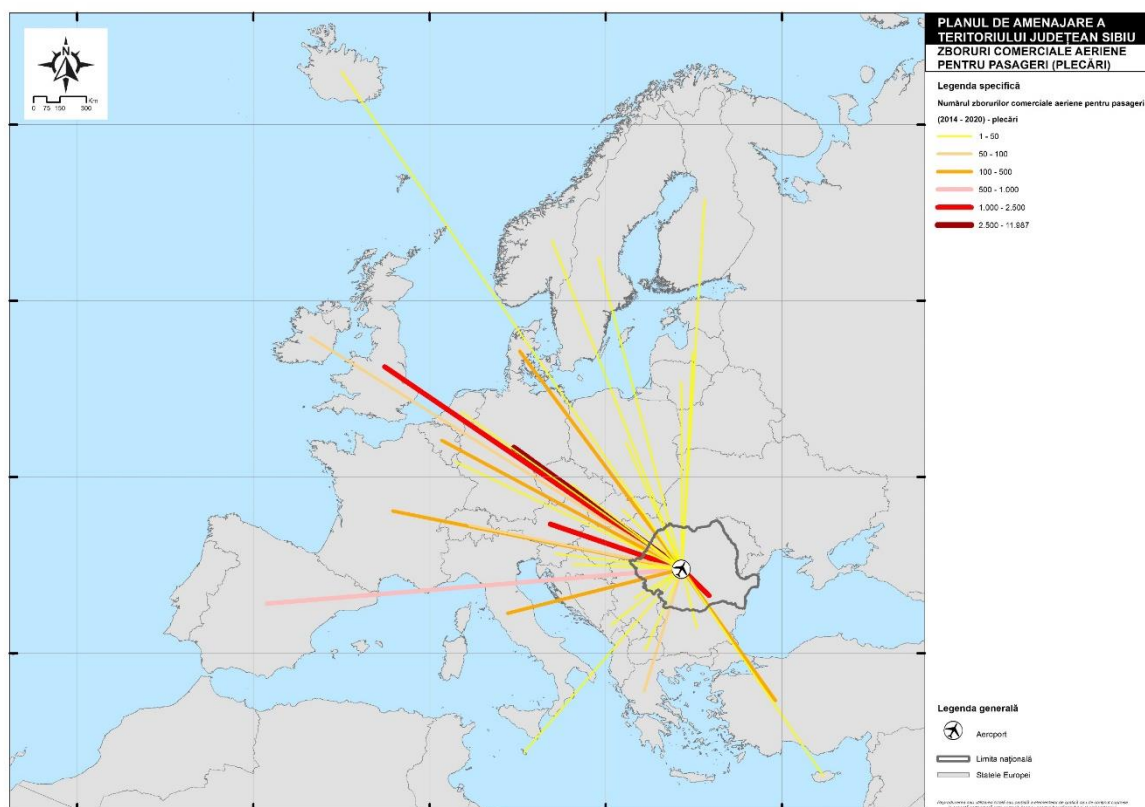 PLANUL DE AMENAJARE A
TERITORIULUI JUDEȚEAN SIBIU
ZBORURI COMERCIALE AERIENE
PENTRU PASAGERI (PLECĂRI)
N
0 75 150 300
Km
Legenda specifică
Numărul zborurilor comerciale aeriene pentru pasageri
(2014 - 2020) - plecări
1 - 50
50 - 100
100 - 500
500 - 1.000
1.000 - 2.500
2.500 - 11.987
Legenda generală
Aeroport
Limita națională
Statele Europei